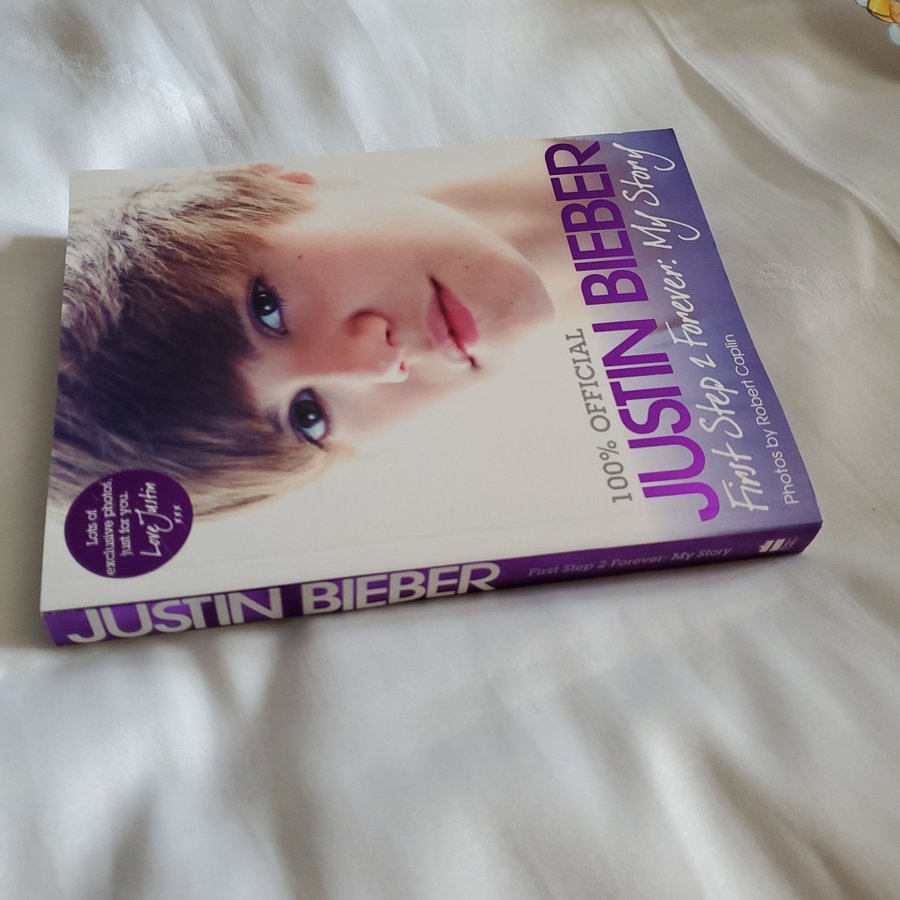 100% OFFICIAL
JUSTIN BIEBER
First Step 2 Forever: My Story
Photos by Robert Caplin
Lots of
exclusive photos,
just for you.
Love Justin
xxx
JUSTIN BIEBER
First Step 2 Forever: My Story